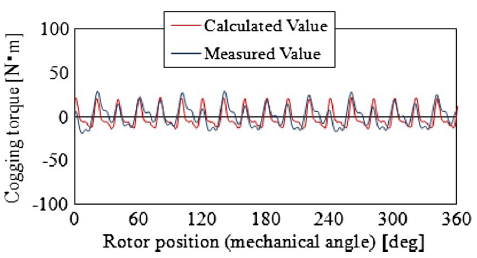 Calculated Value
Measured Value
Cogging torque [N▪m]
100
50
0
-50
-100
0 60 120 180 240 300 360
Rotor position (mechanical angle) [deg]